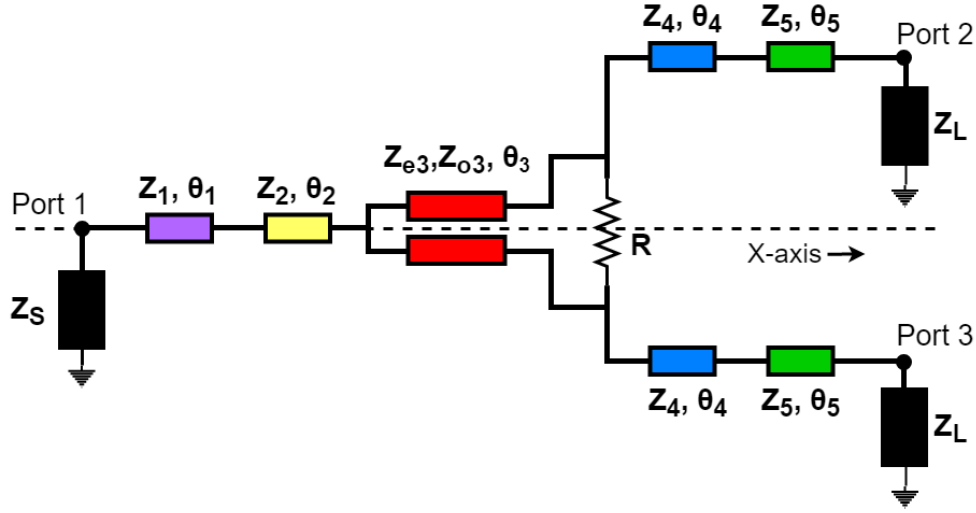 Z4, θ4
Z5, θ5
Port 2
ZL
Ze3,Zo3, θ3
Z1, θ1
Z2, θ2
Port 1
R
X-axis
ZS
Port 3
Z4, θ4
Z5, θ5
ZL